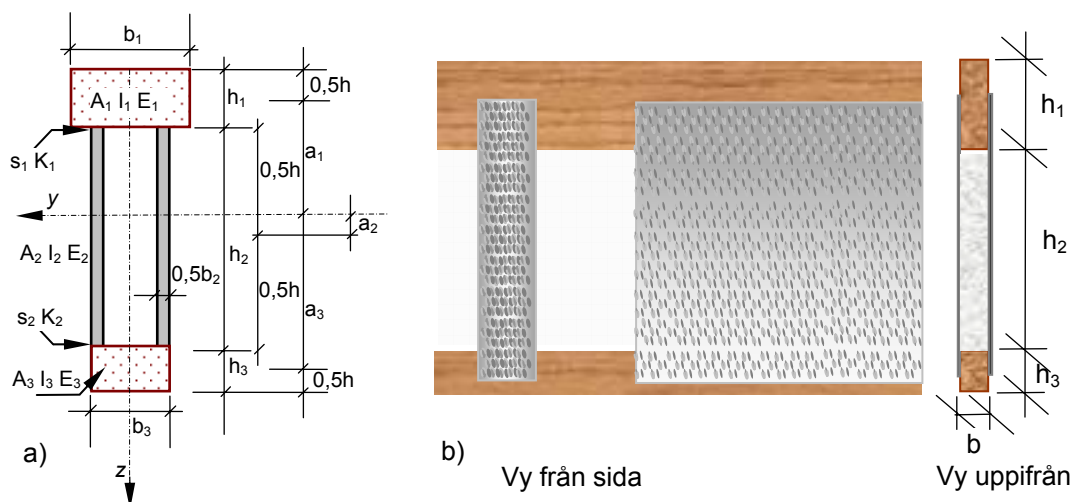 b₁
A₁ I₁ E₁
h₁
0,5h
s₁ K₁
a₁
0,5h
y
a₂
A₂ I₂ E₂
h₂
0,5b₂
0,5h
a₃
s₂ K₂
A₃ I₃ E₃
h₃
0,5h
b₃
a)
z
h₁
h₂
h₃
b
b)
Vy från sida
Vy uppifrån